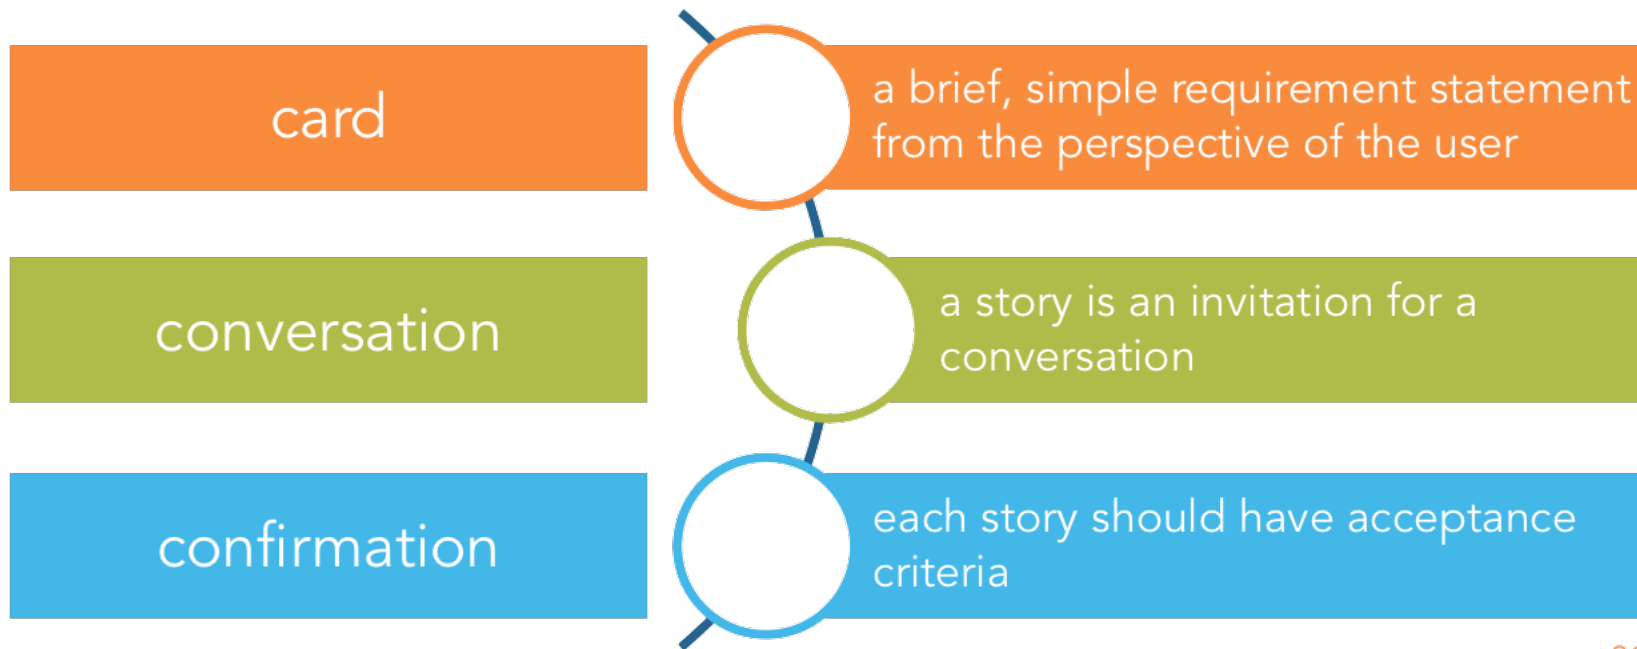 card
a brief, simple requirement statement
from the perspective of the user
conversation
a story is an invitation for a
conversation
confirmation
each story should have acceptance
criteria